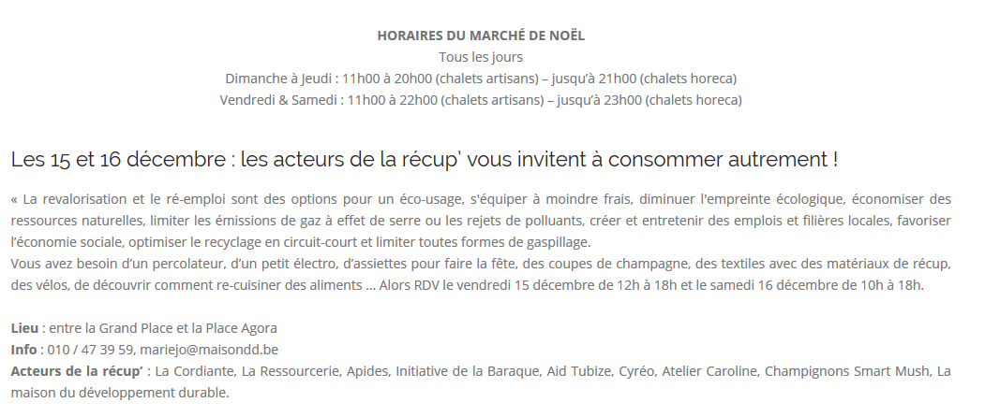 HORAIRES DU MARCHÉ DE NOËL
Tous les jours
Dimanche à Jeudi : 11h00 à 20h00 (chalets artisans) – jusqu’à 21h00 (chalets horeca)
Vendredi & Samedi : 11h00 à 22h00 (chalets artisans) – jusqu’à 23h00 (chalets horeca)
Les 15 et 16 décembre : les acteurs de la récup’ vous invitent à consommer autrement !
« La revalorisation et le ré-emploi sont des options pour un éco-usage, s'équiper à moindre frais, diminuer l'empreinte écologique, économiser des
ressources naturelles, limiter les émissions de gaz à effet de serre ou les rejets de polluants, créer et entretenir des emplois et filières locales, favoriser
l’économie sociale, optimiser le recyclage en circuit-court et limiter toutes formes de gaspillage.
Vous avez besoin d’un percolateur, d’un petit électro, d’assiettes pour faire la fête, des coupes de champagne, des textiles avec des matériaux de récup,
des vélos, de découvrir comment re-cuisiner des aliments … Alors RDV le vendredi 15 décembre de 12h à 18h et le samedi 16 décembre de 10h à 18h.
Lieu : entre la Grand Place et la Place Agora
Info : 010 / 47 39 59, mariejo@maisondd.be
Acteurs de la récup’ : La Cordiante, La Ressourcerie, Apides, Initiative de la Baraque, Aid Tubize, Cyréo, Atelier Caroline, Champignons Smart Mush, La
maison du développement durable.